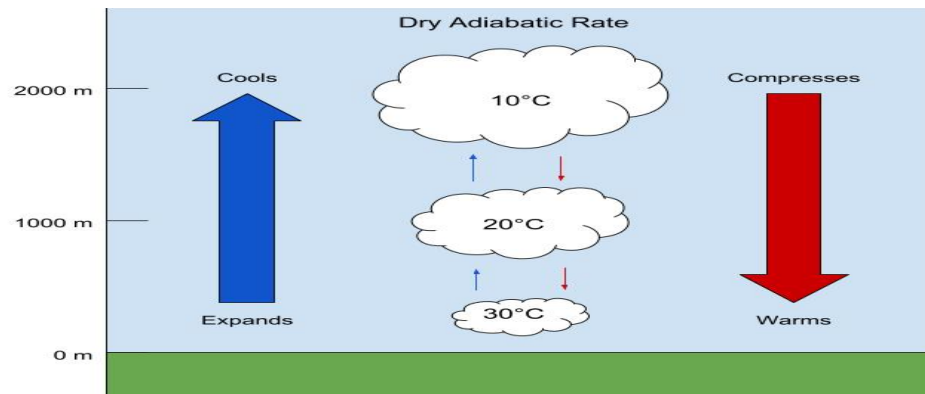 Dry Adiabatic Rate
Cools
Compresses
2000 m
10°C
1000 m
20°C
30°C
Expands
Warms
0 m